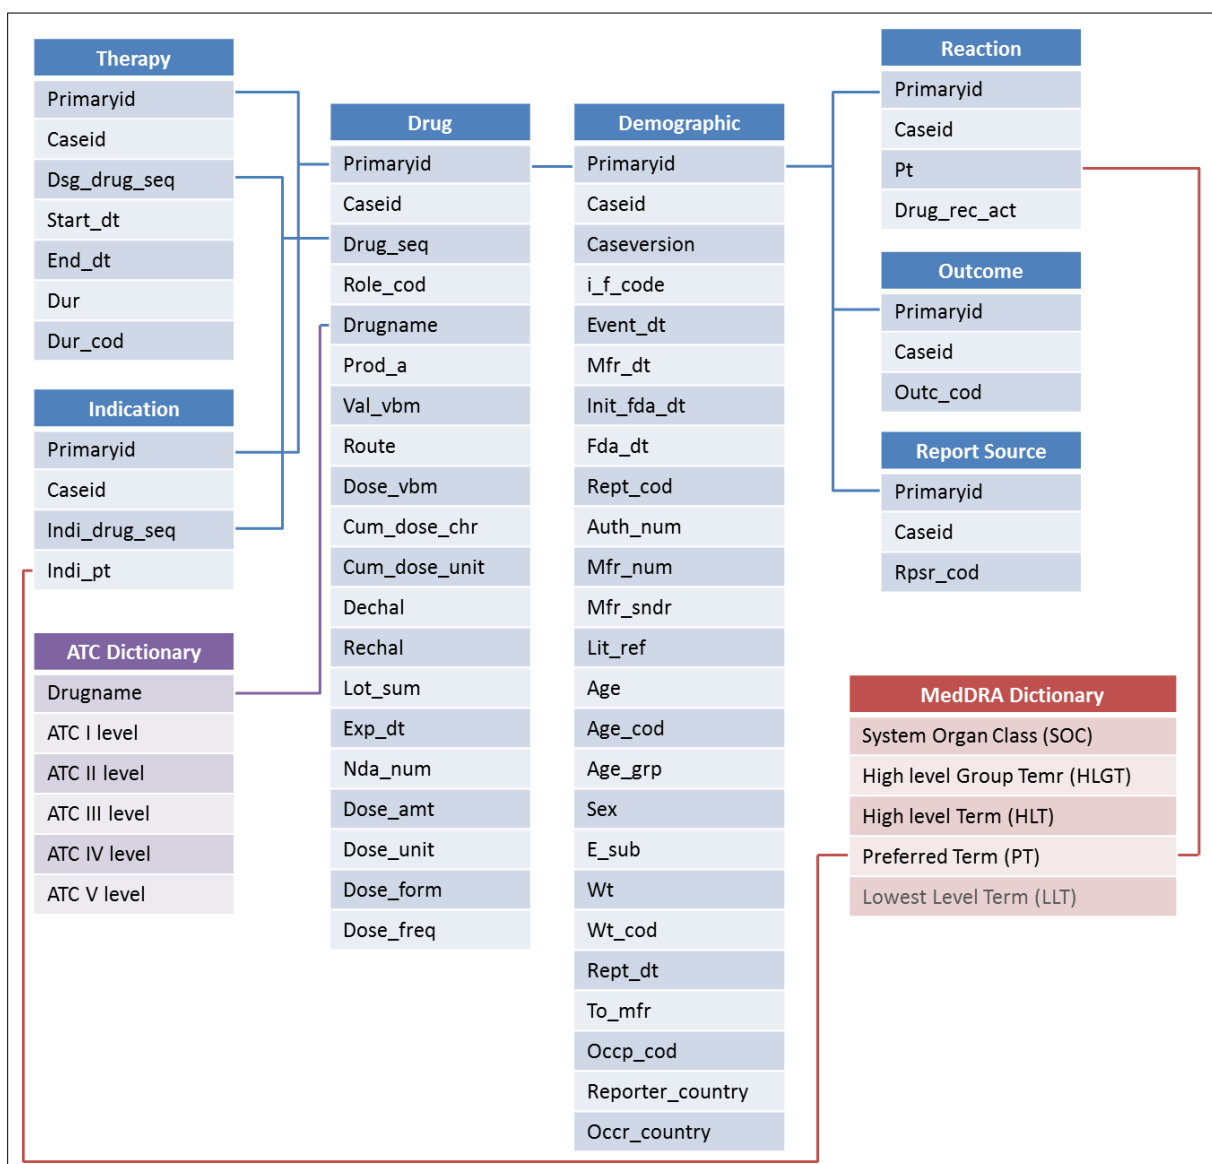 Therapy
Primaryid
Caseid
Dsg_drug_seq
Start_dt
End_dt
Dur
Dur_cod
Indication
Primaryid
Caseid
Indi_drug_seq
Indi_pt
ATC Dictionary
Drugname
ATC I level
ATC II level
ATC III level
ATC IV level
ATC V level
Drug
Primaryid
Caseid
Drug_seq
Role_cod
Drugname
Prod_a
Val_vbm
Route
Dose_vbm
Cum_dose_chr
Cum_dose_unit
Dechal
Rechal
Lot_sum
Exp_dt
Nda_num
Dose_amt
Dose_unit
Dose_form
Dose_freq
Demographic
Primaryid
Caseid
Caseversion
i_f_code
Event_dt
Mfr_dt
Init_fda_dt
Fda_dt
Rept_cod
Auth_num
Mfr_num
Mfr_sndr
Lit_ref
Age
Age_cod
Age_grp
Sex
E_sub
Wt
Wt_cod
Rept_dt
To_mfr
Occp_cod
Reporter_country
Occr_country
Reaction
Primaryid
Caseid
Pt
Drug_rec_act
Outcome
Primaryid
Caseid
Outc_cod
Report Source
Primaryid
Caseid
Rpsr_cod
MedDRA Dictionary
System Organ Class (SOC)
High level Group Temr (HLGT)
High level Term (HLT)
Preferred Term (PT)
Lowest Level Term (LLT)